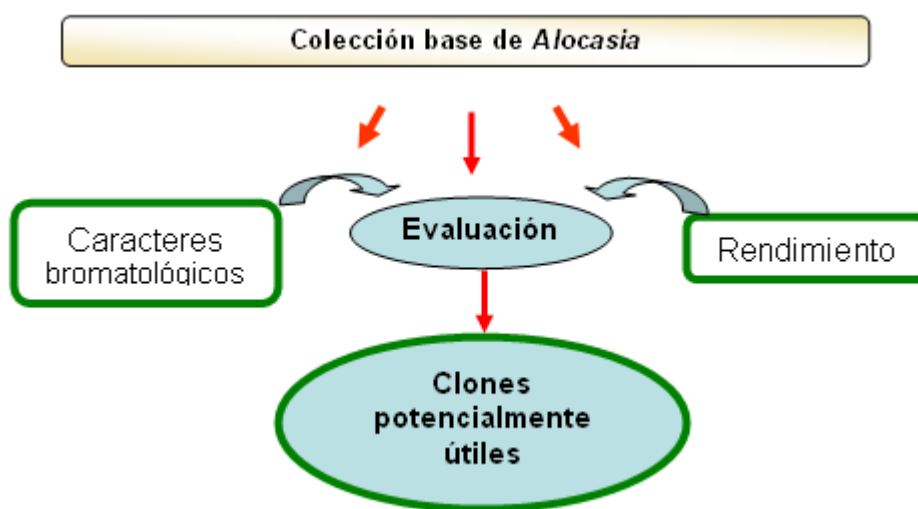 Colección base de Alocasia
Evaluación
Caracteres
bromatológicos
Rendimiento
Clones
potencialmente
útiles